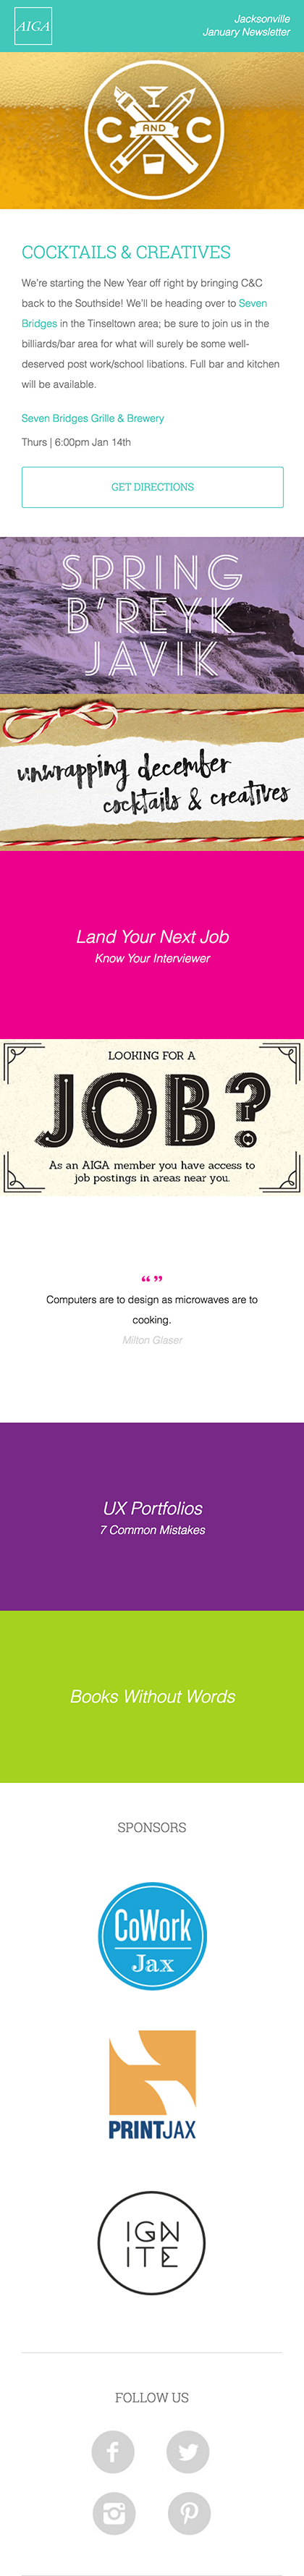 AIGA
Jacksonville
January Newsletter
C AND C
COCKTAILS & CREATIVES
We're starting the New Year off right by bringing C&C
back to the Southside! We'll be heading over to Seven
Bridges in the Tinseltown area; be sure to join us in the
billiards/bar area for what will surely be some well-
deserved post work/school libations. Full bar and kitchen
will be available.
Seven Bridges Grille & Brewery
Thurs | 6:00pm Jan 14th
GET DIRECTIONS
SPRING
B'REYK
JAVIK
unwrapping december
cocktails & creatives
Land Your Next Job
Know Your Interviewer
LOOKING FOR A
JOB?
As an AIGA member you have access to
job postings in areas near you.
“ ”
Computers are to design as microwaves are to
cooking.
Milton Glaser
UX Portfolios
7 Common Mistakes
Books Without Words
SPONSORS
CoWork
Jax
PRINTJAX
IGN
ITE
FOLLOW US